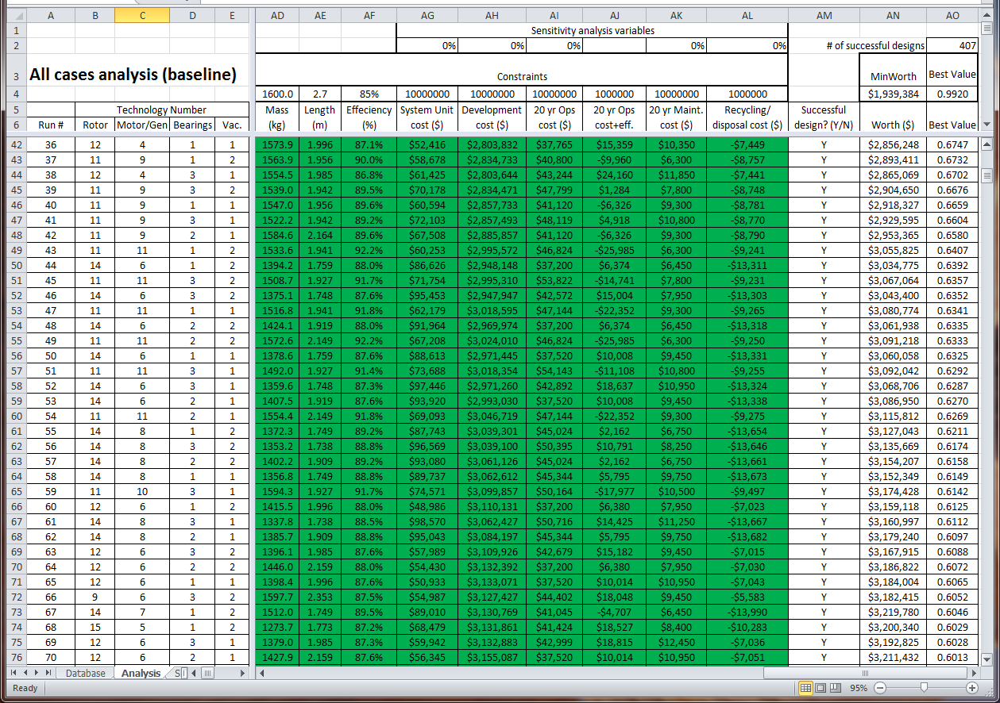 A B C D E AD AE AF AG AH AI AJ AK AL AM AN AO
1 Sensitivity analysis variables
2 0% 0% 0% 0% 0% # of successful designs 407
3 All cases analysis (baseline) Constraints MinWorth Best Value
4 1600.0 2.7 85% 10000000 10000000 10000000 1000000 10000000 1000000 $1,939,384 0.9920
5 Technology Number Mass Length Effeciency System Unit Development 20 yr Ops 20 yr Ops 20 yr Maint. Recycling/ Successful
6 Run # Rotor Motor/Gen Bearings Vac. (kg) (m) (%) cost ($) cost ($) cost ($) cost+eff. cost ($) disposal cost ($) design? (Y/N) Worth ($) Best Value
42 36 12 4 1 1 1573.9 1.996 87.1% $52,416 $2,803,832 $37,765 $15,359 $10,350 -$7,449 Y $2,856,248 0.6747
43 37 11 9 1 2 1563.9 1.956 90.0% $58,678 $2,834,733 $40,800 -$9,960 $6,300 -$8,757 Y $2,893,411 0.6732
44 38 12 4 3 1 1554.5 1.985 86.8% $61,425 $2,803,644 $43,244 $24,160 $11,850 -$7,441 Y $2,865,069 0.6702
45 39 11 9 3 2 1539.0 1.942 89.5% $70,178 $2,834,471 $47,799 $1,284 $7,800 -$8,748 Y $2,904,650 0.6676
46 40 11 9 1 1 1547.0 1.956 89.6% $60,594 $2,857,733 $41,120 -$6,326 $9,300 -$8,781 Y $2,918,327 0.6659
47 41 11 9 3 1 1522.2 1.942 89.2% $72,103 $2,857,493 $48,119 $4,918 $10,800 -$8,770 Y $2,929,595 0.6604
48 42 11 9 2 1 1584.6 2.164 89.6% $67,508 $2,885,857 $41,120 -$6,326 $9,300 -$8,790 Y $2,953,365 0.6580
49 43 11 11 1 2 1533.6 1.941 92.2% $60,253 $2,995,572 $46,824 -$25,985 $6,300 -$9,241 Y $3,055,825 0.6407
50 44 14 6 1 2 1394.2 1.759 88.0% $86,626 $2,948,148 $37,200 $6,374 $6,450 -$13,311 Y $3,034,775 0.6392
51 45 11 11 3 2 1508.7 1.927 91.7% $71,754 $2,995,310 $53,822 -$14,741 $7,800 -$9,231 Y $3,067,064 0.6357
52 46 14 6 3 2 1375.1 1.748 87.6% $95,453 $2,947,947 $42,572 $15,004 $7,950 -$13,303 Y $3,043,400 0.6352
53 47 11 11 1 1 1516.8 1.941 91.8% $62,179 $3,018,595 $47,144 -$22,352 $9,300 -$9,265 Y $3,080,774 0.6341
54 48 14 6 2 2 1424.1 1.919 88.0% $91,964 $2,969,974 $37,200 $6,374 $6,450 -$13,318 Y $3,061,938 0.6335
55 49 11 11 2 2 1572.6 2.149 92.2% $67,208 $3,024,010 $46,824 -$25,985 $6,300 -$9,250 Y $3,091,218 0.6333
56 50 14 6 1 1 1378.6 1.759 87.6% $88,613 $2,971,445 $37,520 $10,008 $9,450 -$13,331 Y $3,060,058 0.6325
57 51 11 11 3 1 1492.0 1.927 91.4% $73,688 $3,018,354 $54,143 -$11,108 $10,800 -$9,255 Y $3,092,042 0.6292
58 52 14 6 3 1 1359.6 1.748 87.3% $97,446 $2,971,260 $42,892 $18,637 $10,950 -$13,324 Y $3,068,706 0.6287
59 53 14 6 2 1 1407.5 1.919 87.6% $93,920 $2,993,030 $37,520 $10,008 $9,450 -$13,338 Y $3,086,950 0.6270
60 54 11 11 2 1 1554.4 2.149 91.8% $69,093 $3,046,719 $47,144 -$22,352 $9,300 -$9,275 Y $3,115,812 0.6269
61 55 14 8 1 2 1372.3 1.749 89.2% $87,743 $3,039,301 $45,024 $2,162 $6,750 -$13,654 Y $3,127,043 0.6211
62 56 14 8 3 2 1353.2 1.738 88.8% $96,569 $3,039,100 $50,395 $10,791 $8,250 -$13,646 Y $3,135,669 0.6174
63 57 14 8 2 2 1402.2 1.909 89.2% $93,080 $3,061,126 $45,024 $2,162 $6,750 -$13,661 Y $3,154,207 0.6158
64 58 14 8 1 1 1356.8 1.749 88.8% $89,737 $3,062,612 $45,344 $5,795 $9,750 -$13,673 Y $3,152,349 0.6149
65 59 11 10 3 1 1594.3 1.927 91.7% $74,571 $3,099,857 $50,164 -$17,977 $10,500 -$9,497 Y $3,174,428 0.6142
66 60 12 6 1 2 1415.5 1.996 88.0% $48,986 $3,110,131 $37,200 $6,380 $7,950 -$7,023 Y $3,159,118 0.6125
67 61 14 8 3 1 1337.8 1.738 88.5% $98,570 $3,062,427 $50,716 $14,425 $11,250 -$13,667 Y $3,160,997 0.6112
68 62 14 8 2 1 1385.7 1.909 88.8% $95,043 $3,084,197 $45,344 $5,795 $9,750 -$13,682 Y $3,179,240 0.6097
69 63 12 6 3 2 1396.1 1.985 87.6% $57,989 $3,109,926 $42,679 $15,182 $9,450 -$7,015 Y $3,167,915 0.6088
70 64 12 6 2 2 1446.0 2.159 88.0% $54,430 $3,132,392 $37,200 $6,380 $7,950 -$7,030 Y $3,186,822 0.6072
71 65 12 6 1 1 1398.4 1.996 87.6% $50,933 $3,133,071 $37,520 $10,014 $10,950 -$7,043 Y $3,184,004 0.6065
72 66 9 6 3 2 1597.7 2.353 87.5% $54,987 $3,127,427 $44,402 $18,048 $9,450 -$5,583 Y $3,182,415 0.6052
73 67 14 7 1 2 1512.0 1.749 89.5% $89,010 $3,130,769 $41,045 -$4,707 $6,450 -$13,990 Y $3,219,780 0.6046
74 68 15 5 1 2 1273.7 1.773 87.2% $68,479 $3,131,861 $41,424 $18,527 $8,400 -$10,283 Y $3,200,340 0.6029
75 69 12 6 3 1 1379.0 1.985 87.3% $59,942 $3,132,883 $42,999 $18,815 $12,450 -$7,036 Y $3,192,825 0.6028
76 70 12 6 2 1 1427.9 2.159 87.6% $56,345 $3,155,087 $37,520 $10,014 $10,950 -$7,051 Y $3,211,432 0.6013
Database Analysis S
Ready 95%